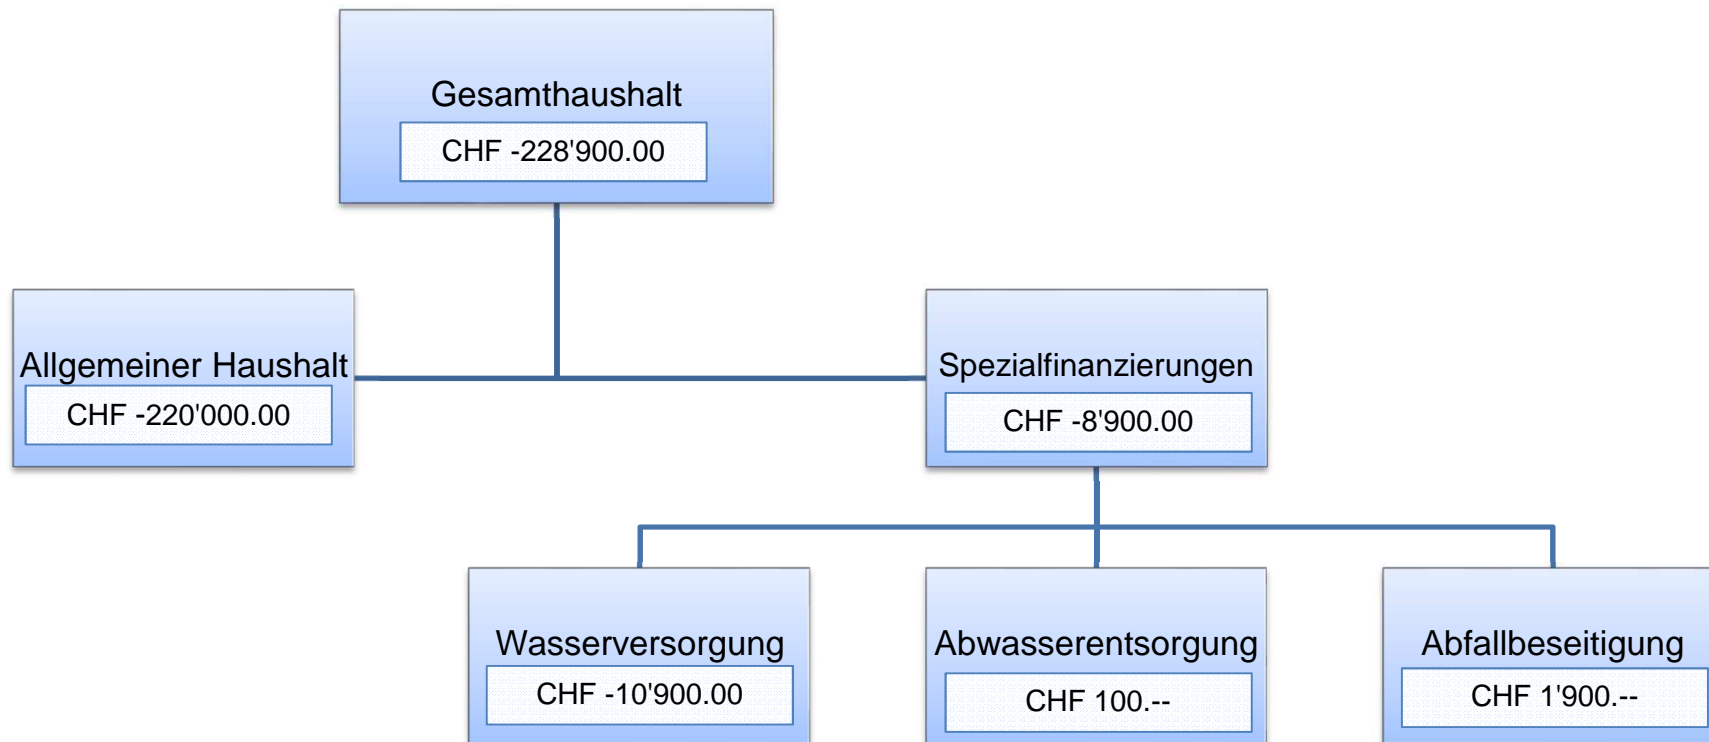 Gesamthaushalt
CHF -228'900.00
Allgemeiner Haushalt
CHF -220'000.00
Spezialfinanzierungen
CHF -8'900.00
Wasserversorgung
CHF -10'900.00
Abwasserentsorgung
CHF 100.--
Abfallbeseitigung
CHF 1'900.--